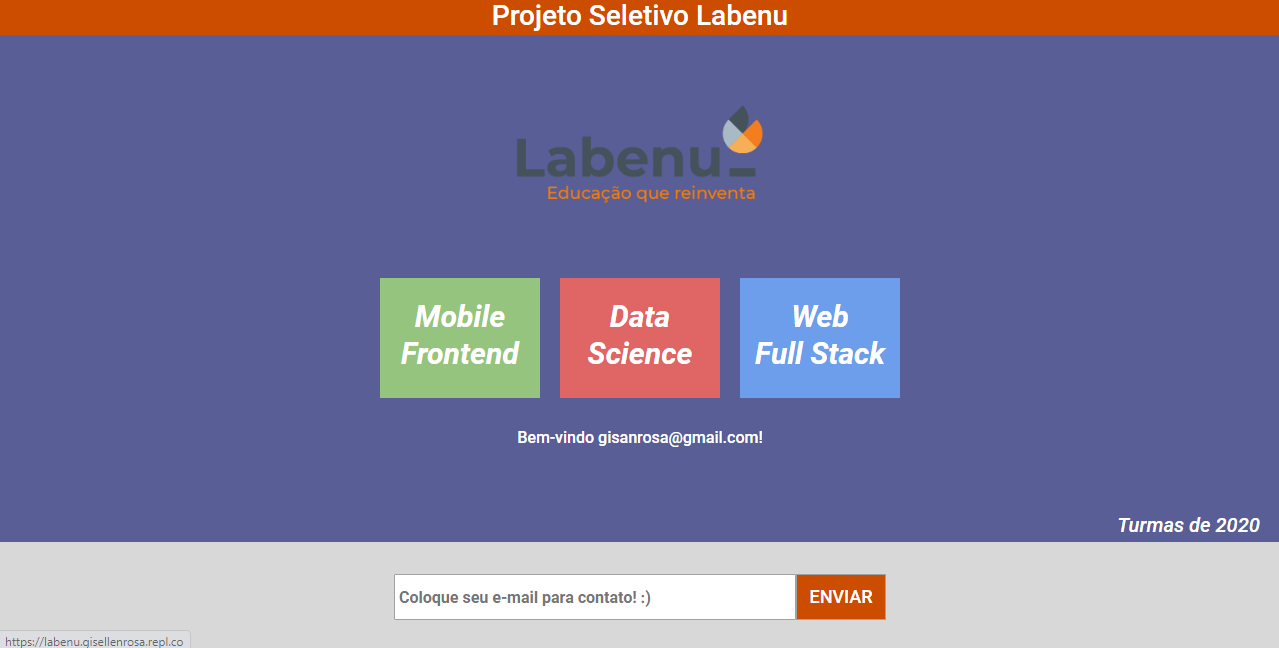 Projeto Seletivo Labenu
Labenu_
Educação que reinventa
Mobile
Frontend
Data
Science
Web
Full Stack
Bem-vindo gisanrosa@gmail.com!
Turmas de 2020
Coloque seu e-mail para contato! :)
ENVIAR
https://labenu.gisellenrosa.repl.co